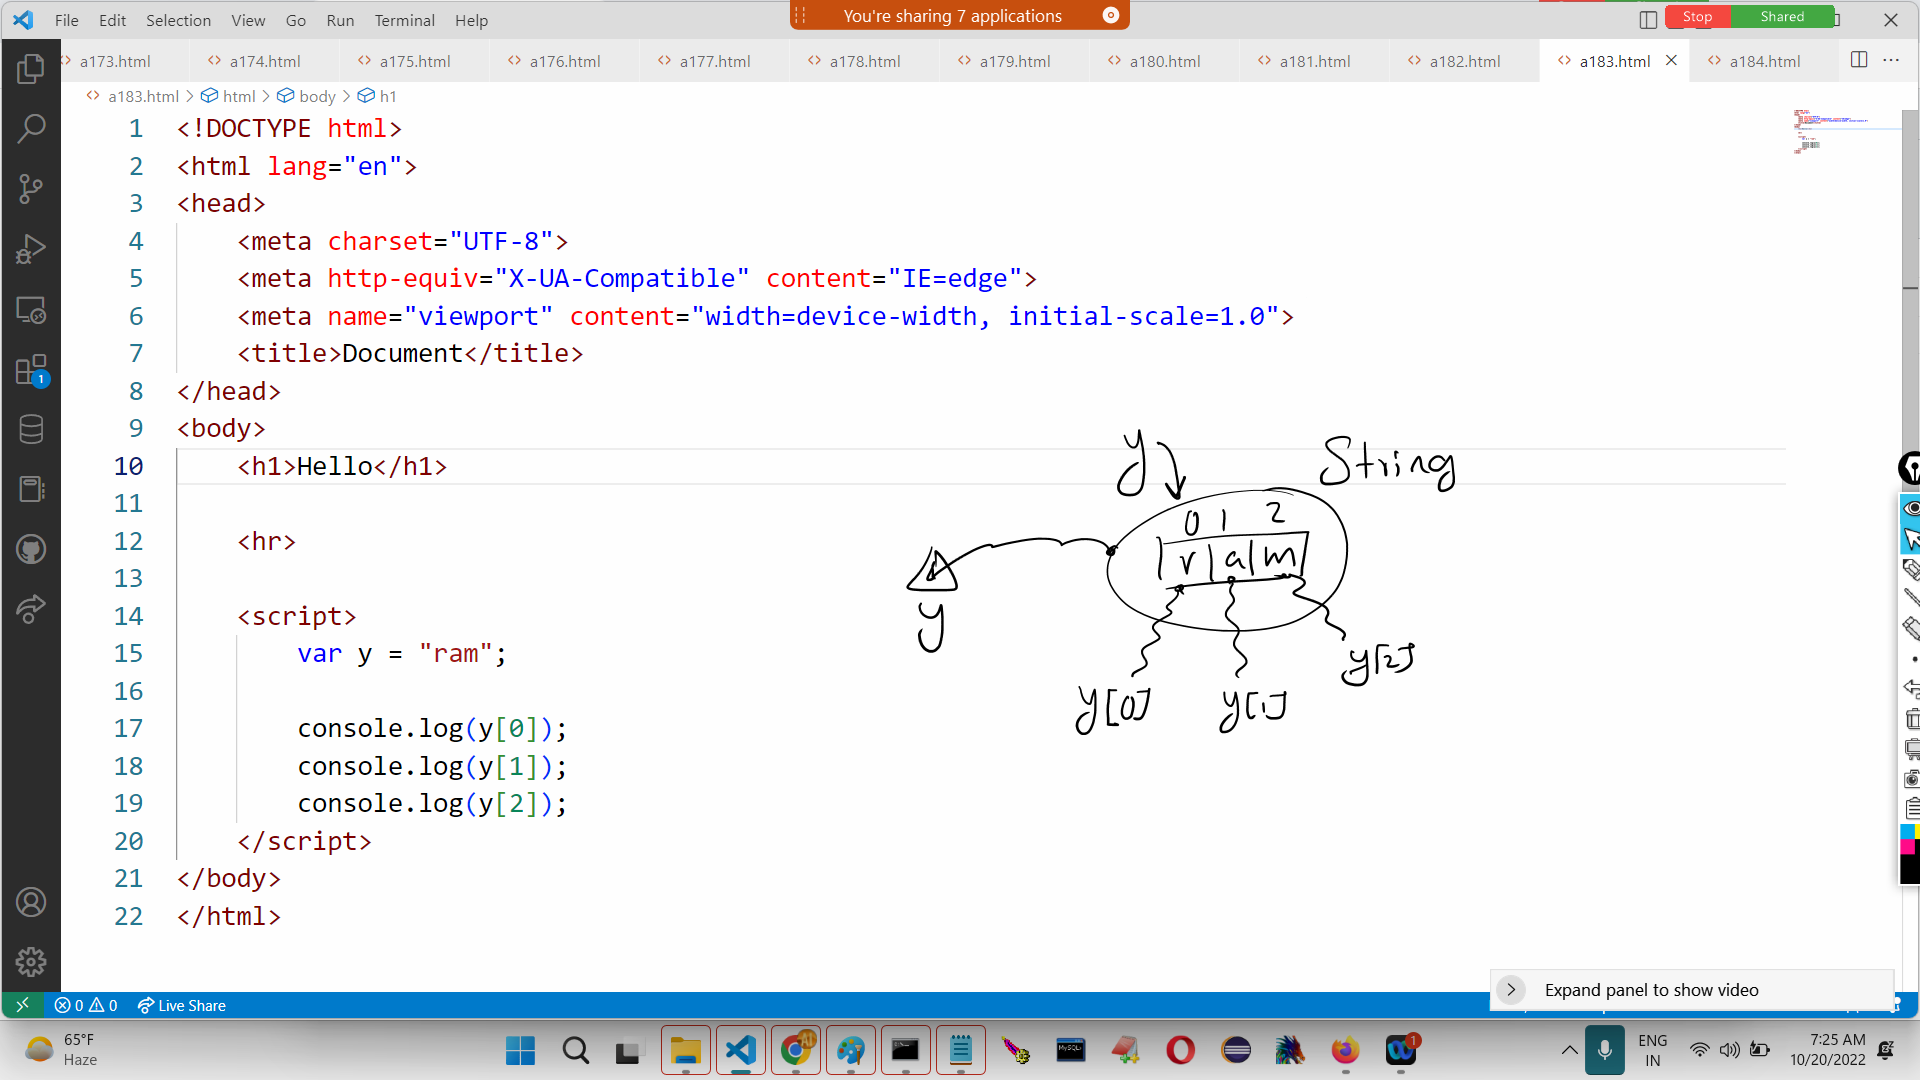 File Edit Selection View Go Run Terminal Help
You're sharing 7 applications
Stop Shared
a173.html a174.html a175.html a176.html a177.html a178.html a179.html a180.html a181.html a182.html a183.html a184.html
a183.html > html > body > h1
1 <!DOCTYPE html>
2 <html lang="en">
3 <head>
4 <meta charset="UTF-8">
5 <meta http-equiv="X-UA-Compatible" content="IE=edge">
6 <meta name="viewport" content="width=device-width, initial-scale=1.0">
7 <title>Document</title>
8 </head>
9 <body>
10 <h1>Hello</h1>
11
12 <hr>
13
14 <script>
15 var y = "ram";
16
17 console.log(y[0]);
18 console.log(y[1]);
19 console.log(y[2]);
20 </script>
21 </body>
22 </html>
y String
0 1 2
r a m
y
y[0] y[1] y[2]
1
Expand panel to show video
0 0 Live Share
65°F
Haze
MySQL
1
ENG
IN
7:25 AM
10/20/2022